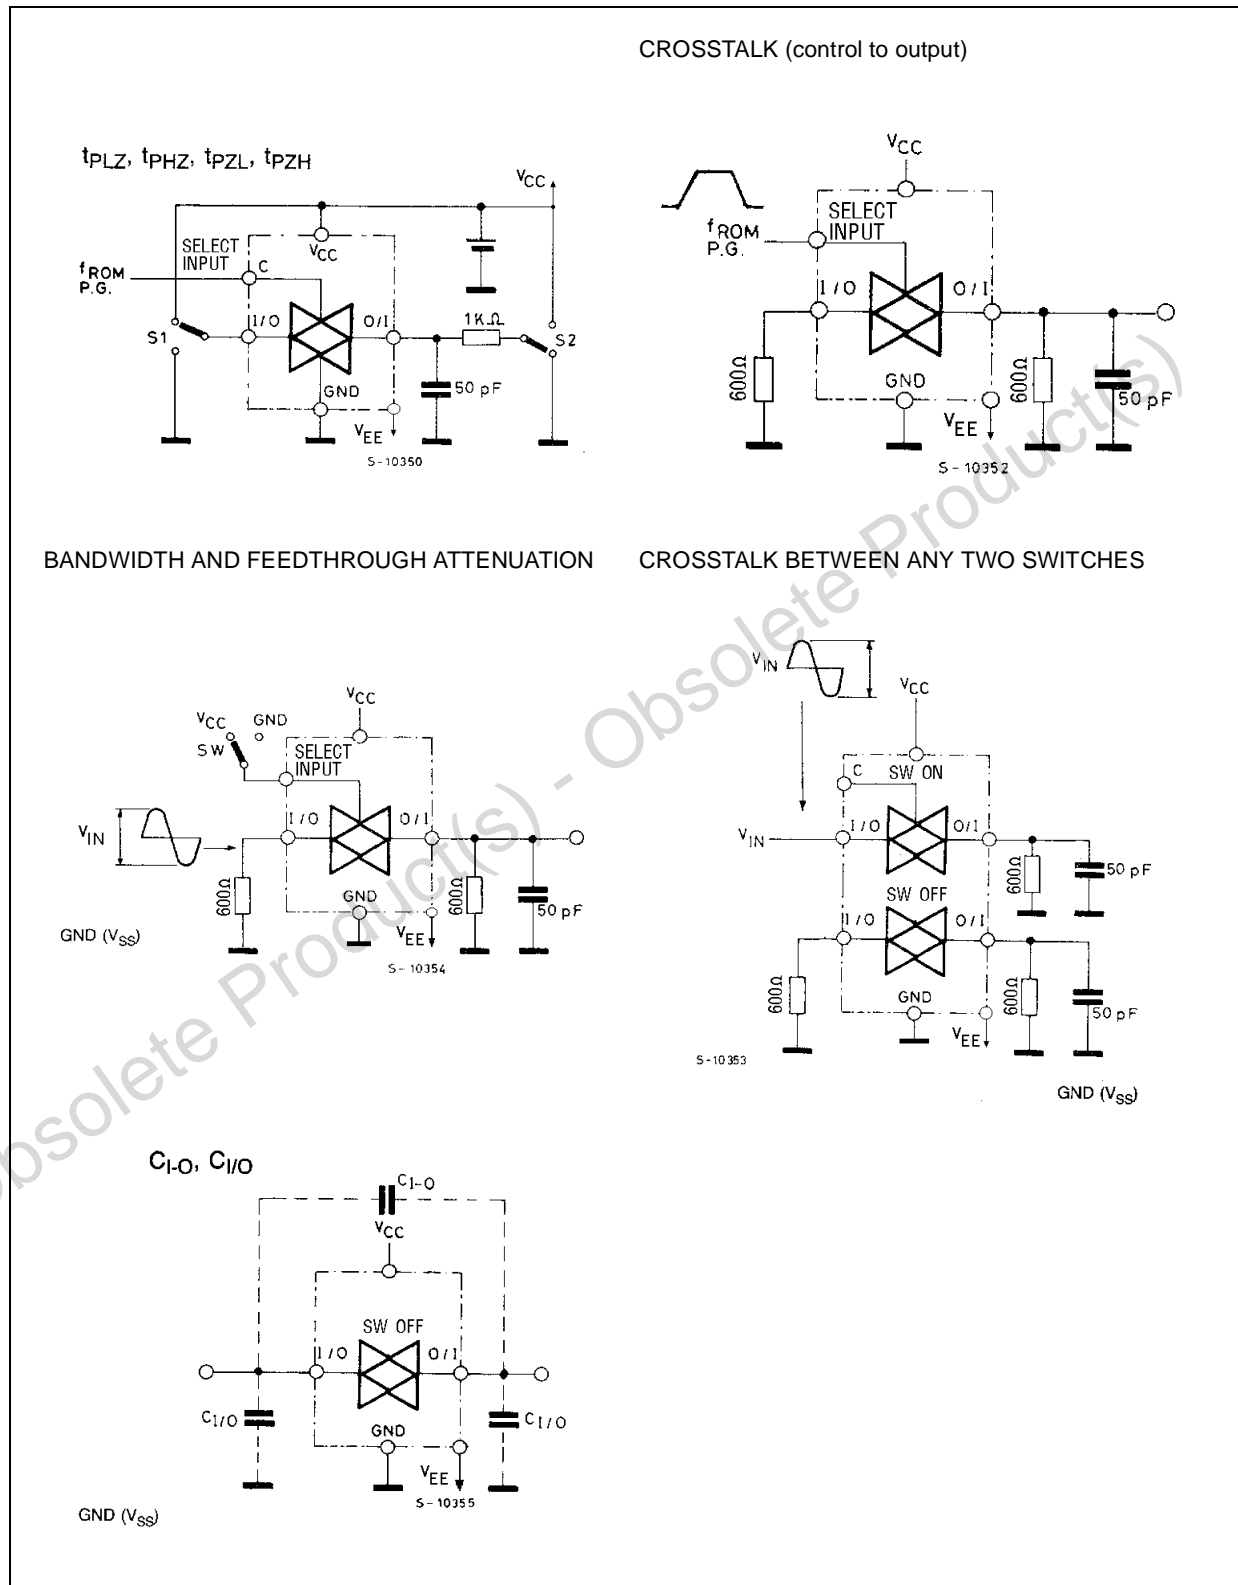 CROSSTALK (control to output)
tPLZ, tPHZ, tPZL, tPZH
VCC
SELECT
INPUT
VCC
fROM
P.G.
C
I/O
O/I
1KΩ
S1
S2
GND
50 pF
VEE
S-10350
VCC
fROM
P.G.
SELECT
INPUT
I/O
O/I
600Ω
GND
600Ω
50 pF
VEE
S-10352
BANDWIDTH AND FEEDTHROUGH ATTENUATION
CROSSTALK BETWEEN ANY TWO SWITCHES
VCC
VCC
GND
SW
SELECT
INPUT
VIN
I/O
O/I
600Ω
GND
600Ω
50 pF
GND (VSS)
VEE
S-10354
VIN
VCC
C
SW ON
VIN
I/O
O/I
600Ω
50 pF
SW OFF
I/O
O/I
600Ω
GND
600Ω
50 pF
VEE
S-10353
GND (VSS)
CI-O, CI/O
CI-O
VCC
SW OFF
I/O
O/I
CI/O
GND
CI/O
VEE
S-10355
GND (VSS)
Obsolete Product(s) - Obsolete Product(s)